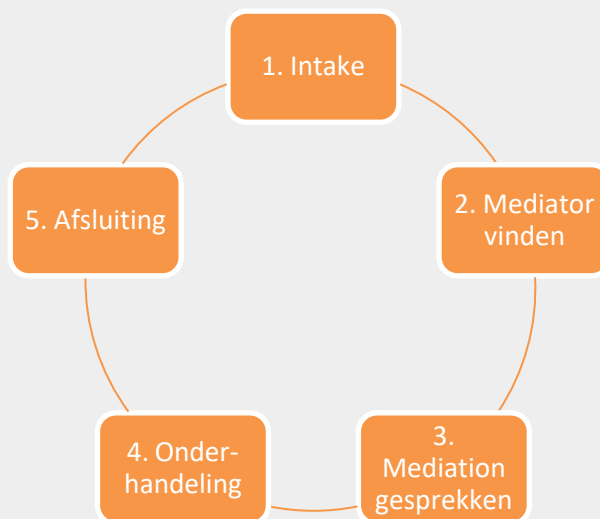 1. Intake
2. Mediator
vinden
3.
Mediation
gesprekken
4. Onder-
handeling
5. Afsluiting